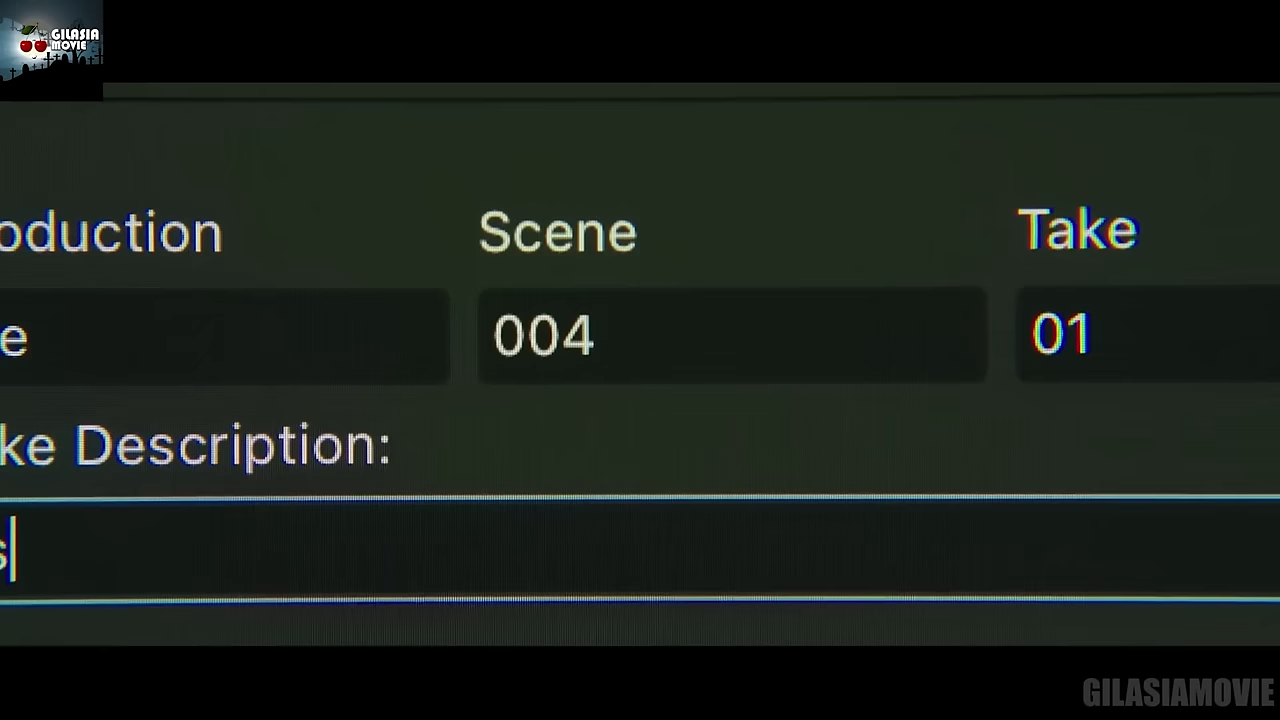 GILASIA
MOVIE
oduction Scene Take
e 004 01
ke Description:
s
GILASIAMOVIE